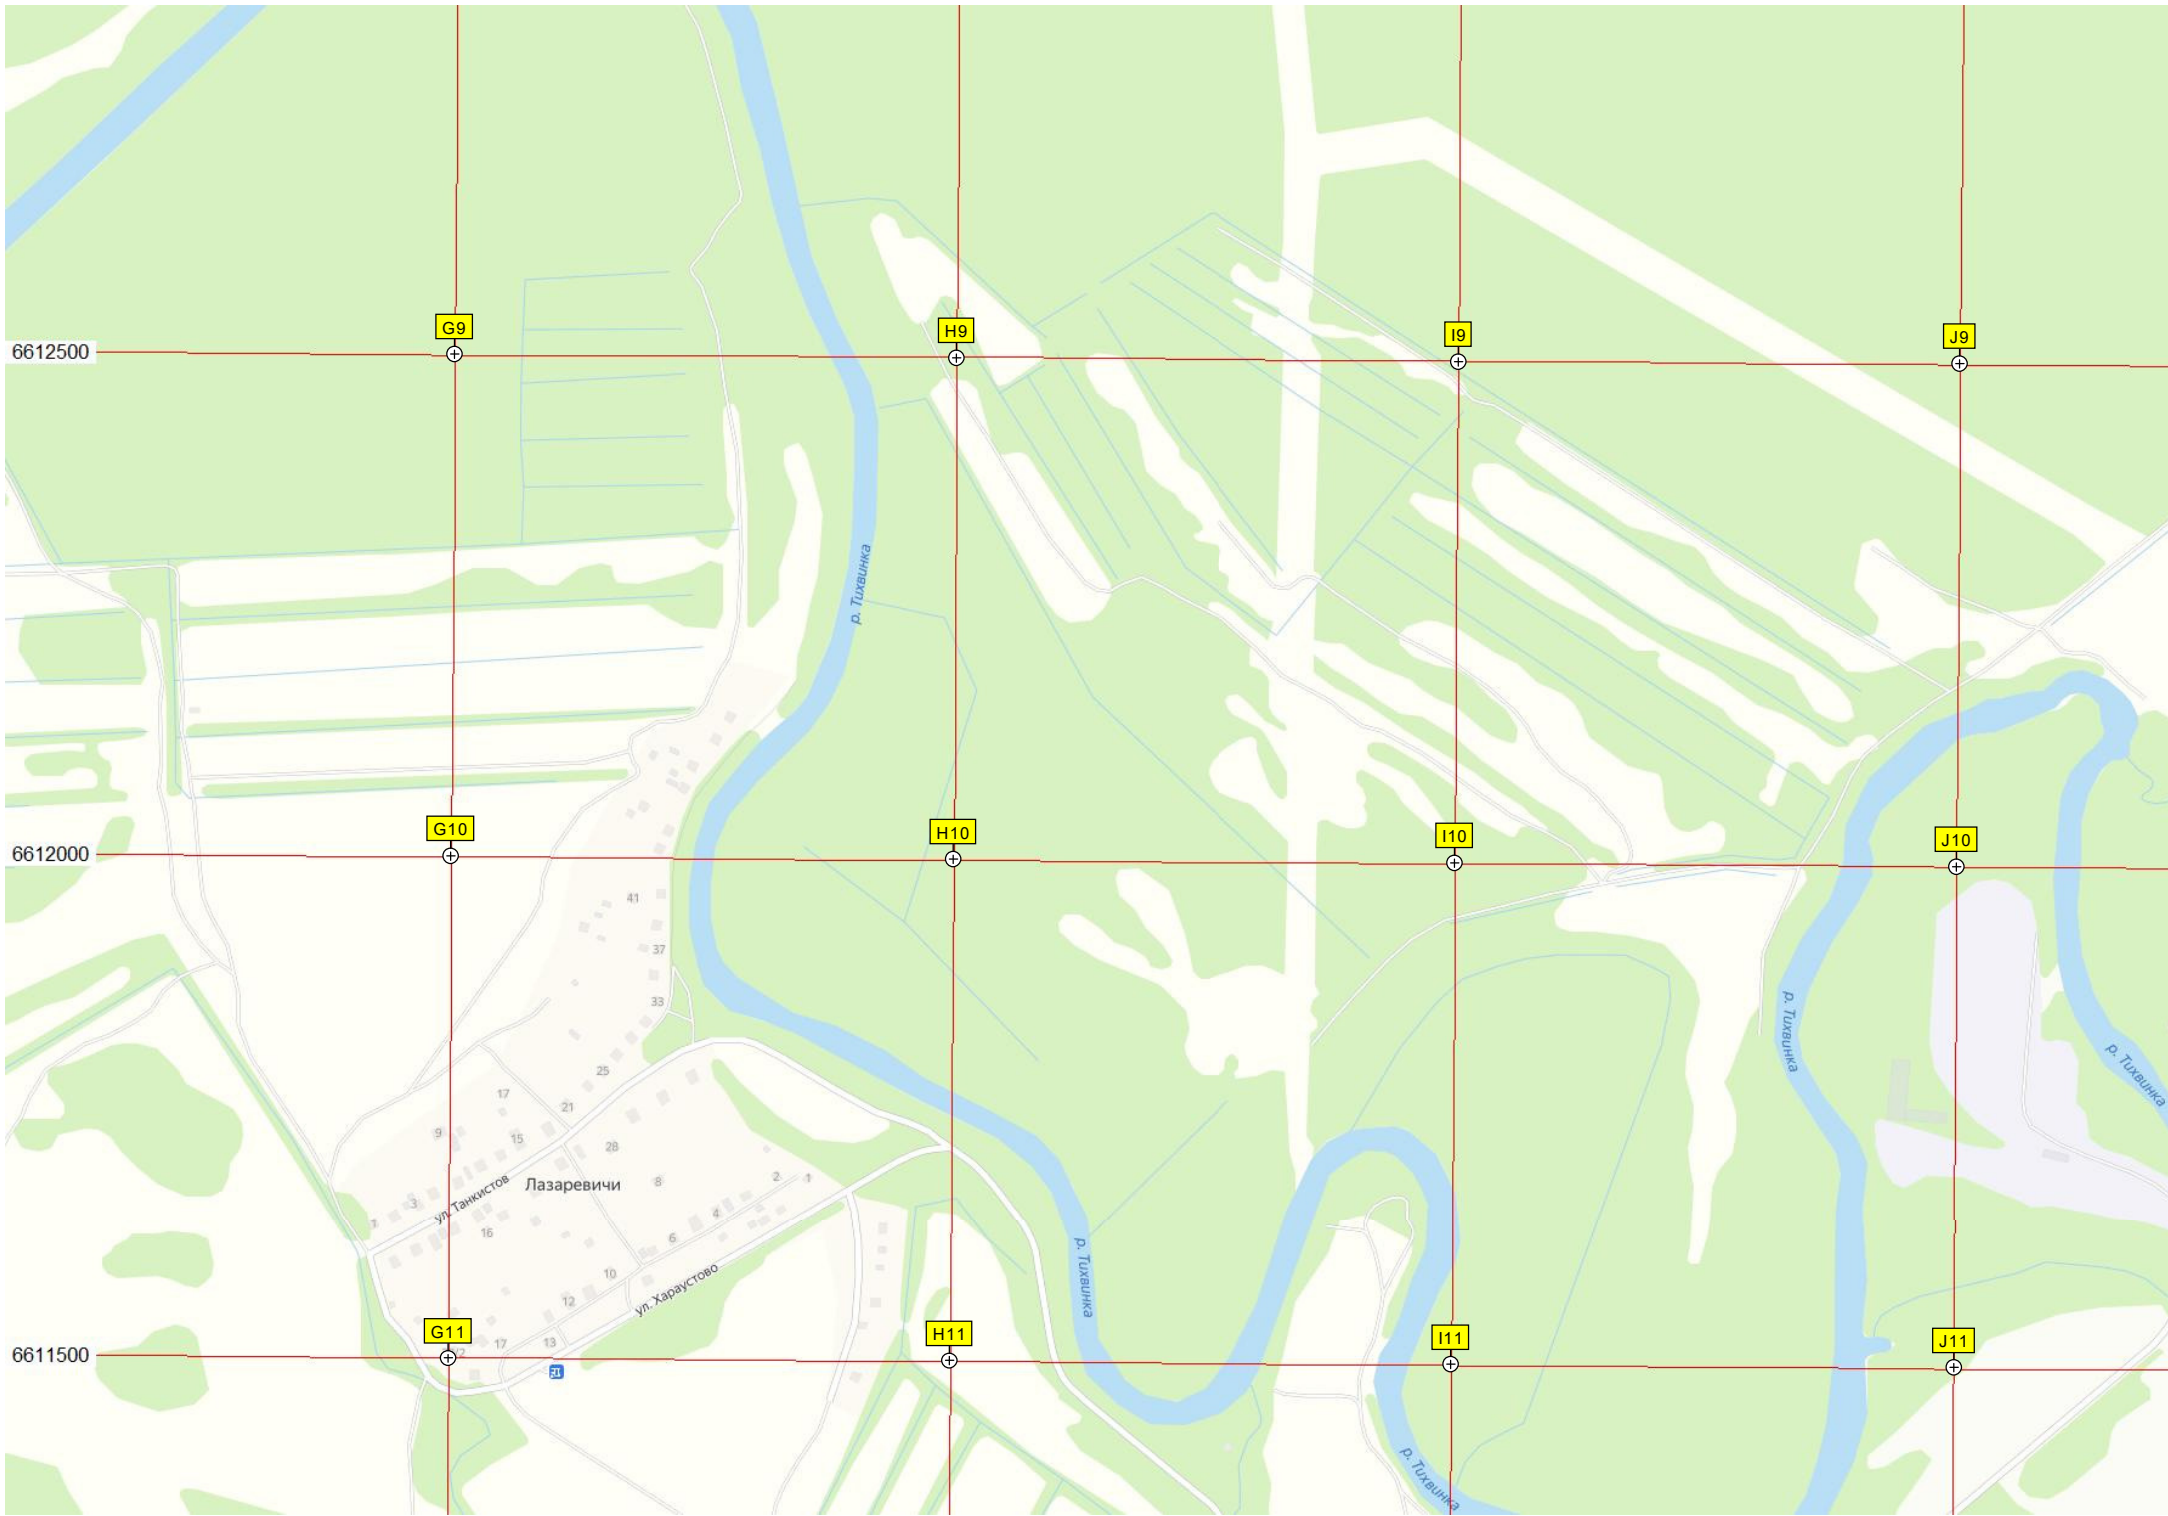 G9
H9
I9
J9
6612500
р. Тихвинка
G10
H10
I10
J10
6612000
41
37
33
25
17
21
9
15
28
Лазаревичи
8
2
1
3
ул. Танкистов
1
16
4
6
10
ул. Хараустово
12
17
13
р. Тихвинка
р. Тихвинка
р. Тихвинка
G11
H11
I11
J11
6611500
р. Тихвинка